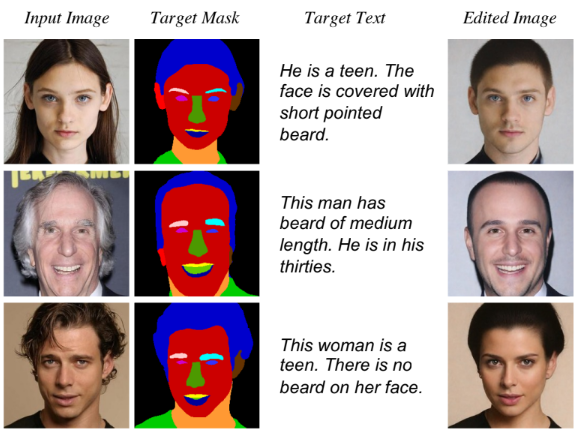 Input Image Target Mask Target Text Edited Image
He is a teen. The
face is covered with
short pointed
beard.
This man has
beard of medium
length. He is in his
thirties.
This woman is a
teen. There is no
beard on her face.